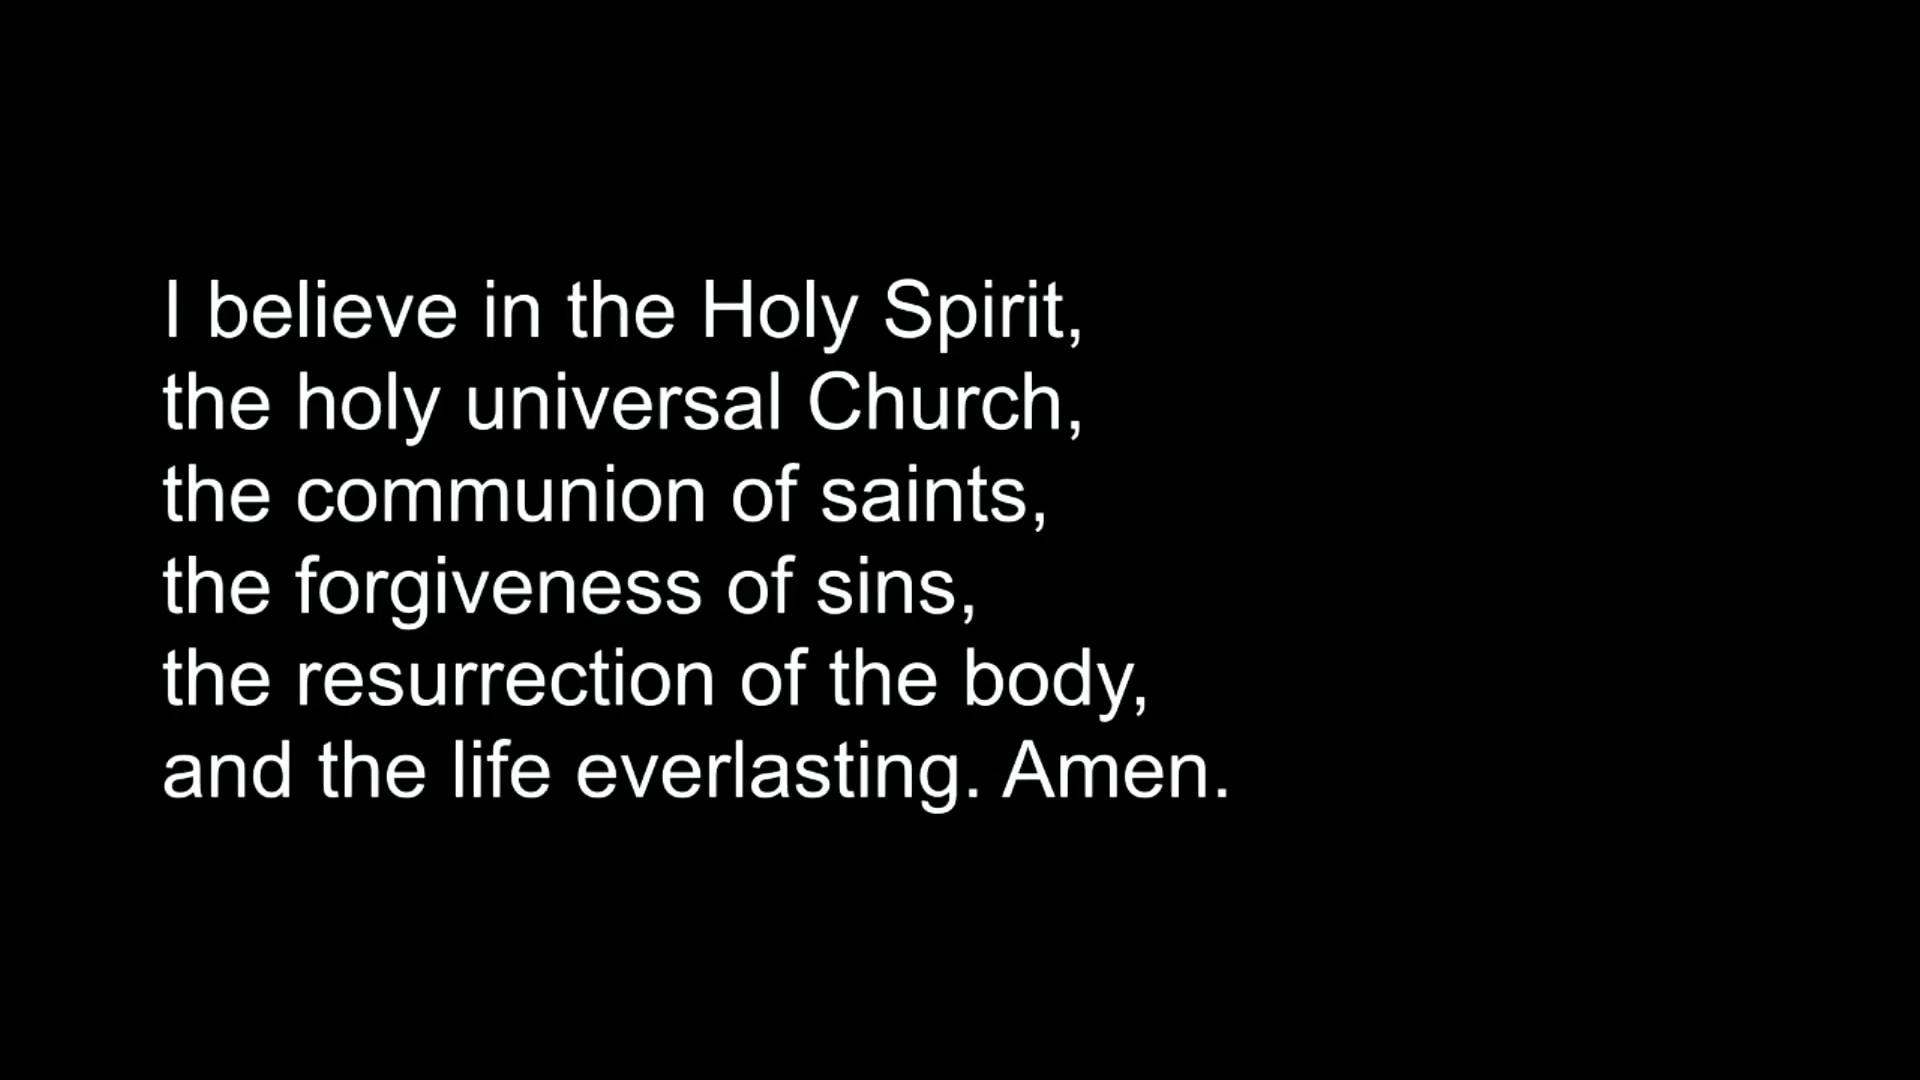 I believe in the Holy Spirit,
the holy universal Church,
the communion of saints,
the forgiveness of sins,
the resurrection of the body,
and the life everlasting. Amen.